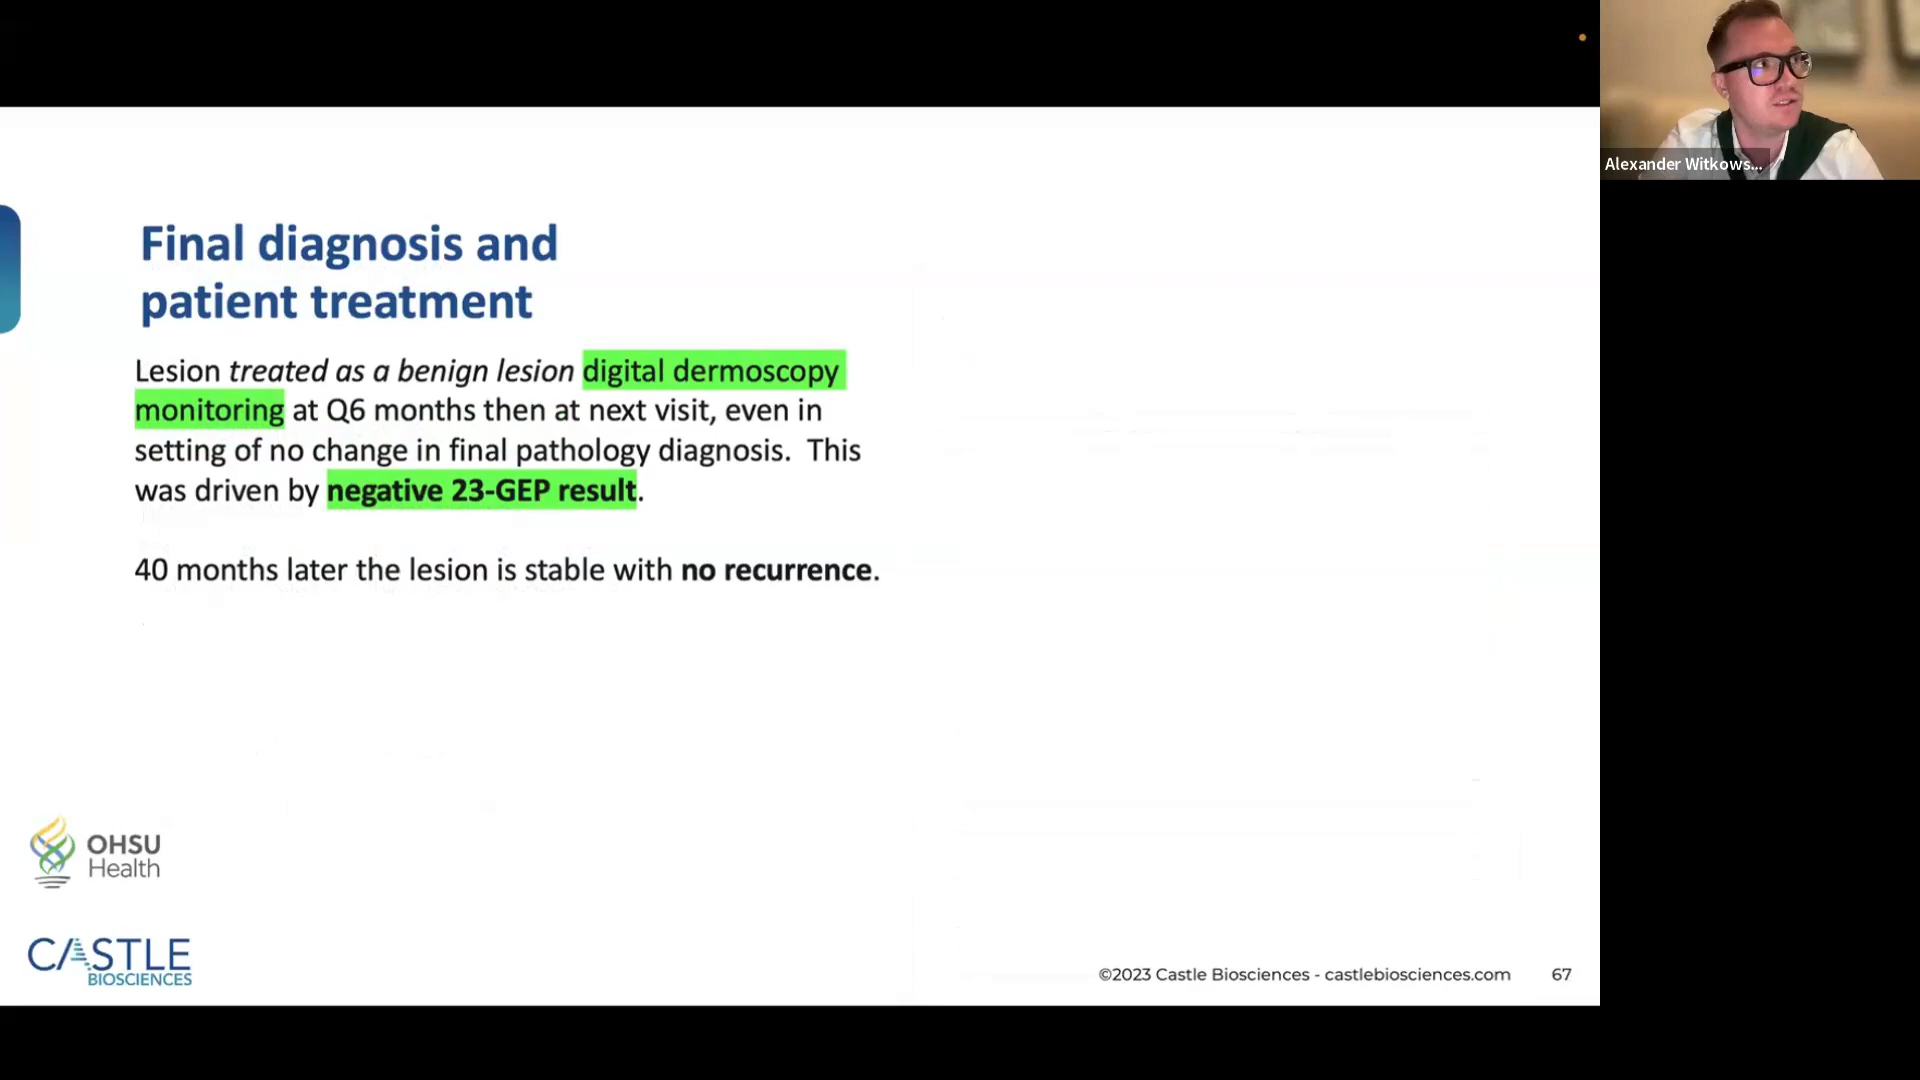 Alexander Witkows...
Final diagnosis and
patient treatment
Lesion treated as a benign lesion digital dermoscopy
monitoring at Q6 months then at next visit, even in
setting of no change in final pathology diagnosis.  This
was driven by negative 23-GEP result.
40 months later the lesion is stable with no recurrence.
OHSU
Health
CASTLE
BIOSCIENCES
©2023 Castle Biosciences - castlebiosciences.com 67